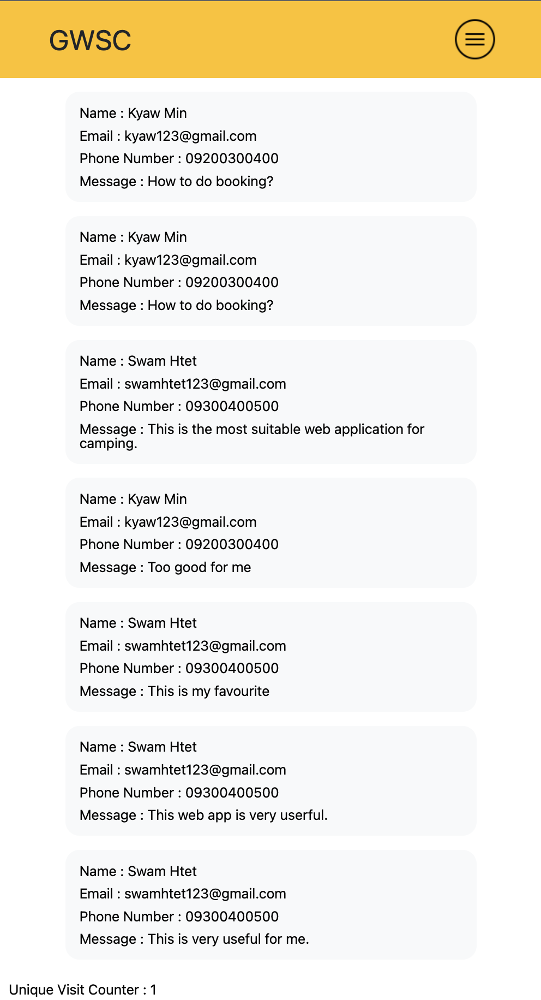 GWSC
Name : Kyaw Min
Email : kyaw123@gmail.com
Phone Number : 09200300400
Message : How to do booking?
Name : Kyaw Min
Email : kyaw123@gmail.com
Phone Number : 09200300400
Message : How to do booking?
Name : Swam Htet
Email : swamhtet123@gmail.com
Phone Number : 09300400500
Message : This is the most suitable web application for
camping.
Name : Kyaw Min
Email : kyaw123@gmail.com
Phone Number : 09200300400
Message : Too good for me
Name : Swam Htet
Email : swamhtet123@gmail.com
Phone Number : 09300400500
Message : This is my favourite
Name : Swam Htet
Email : swamhtet123@gmail.com
Phone Number : 09300400500
Message : This web app is very userful.
Name : Swam Htet
Email : swamhtet123@gmail.com
Phone Number : 09300400500
Message : This is very useful for me.
Unique Visit Counter : 1